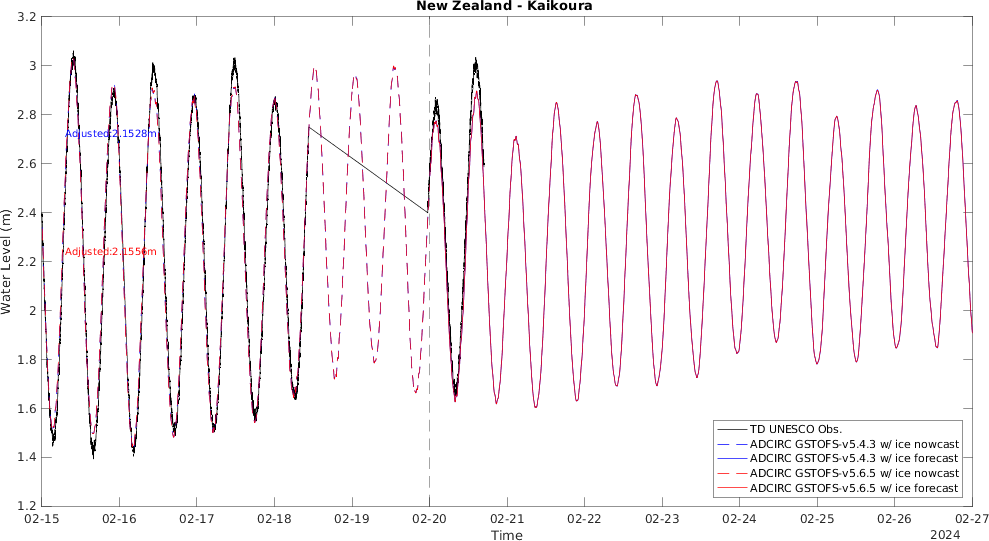 New Zealand - Kaikoura
3.2
3
2.8
2.6
2.4
2.2
2
1.8
1.6
1.4
1.2
Water Level (m)
Adjusted:2.1528m
Adjusted:2.1556m
TD UNESCO Obs.
ADCIRC GSTOFS-v5.4.3 w/ ice nowcast
ADCIRC GSTOFS-v5.4.3 w/ ice forecast
ADCIRC GSTOFS-v5.6.5 w/ ice nowcast
ADCIRC GSTOFS-v5.6.5 w/ ice forecast
02-15 02-16 02-17 02-18 02-19 02-20 02-21 02-22 02-23 02-24 02-25 02-26 02-27
Time
2024